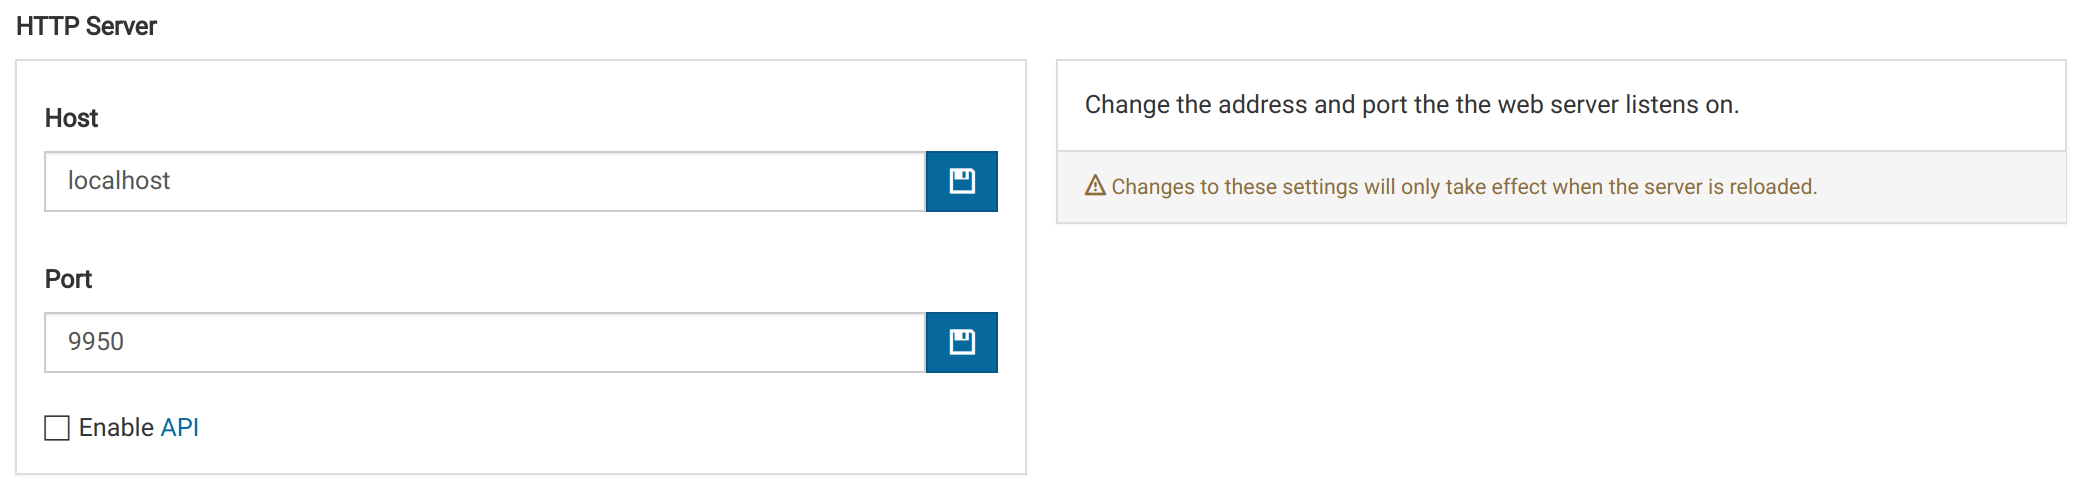 HTTP Server
Host
localhost
Port
9950
Enable API
Change the address and port the the web server listens on.
Changes to these settings will only take effect when the server is reloaded.